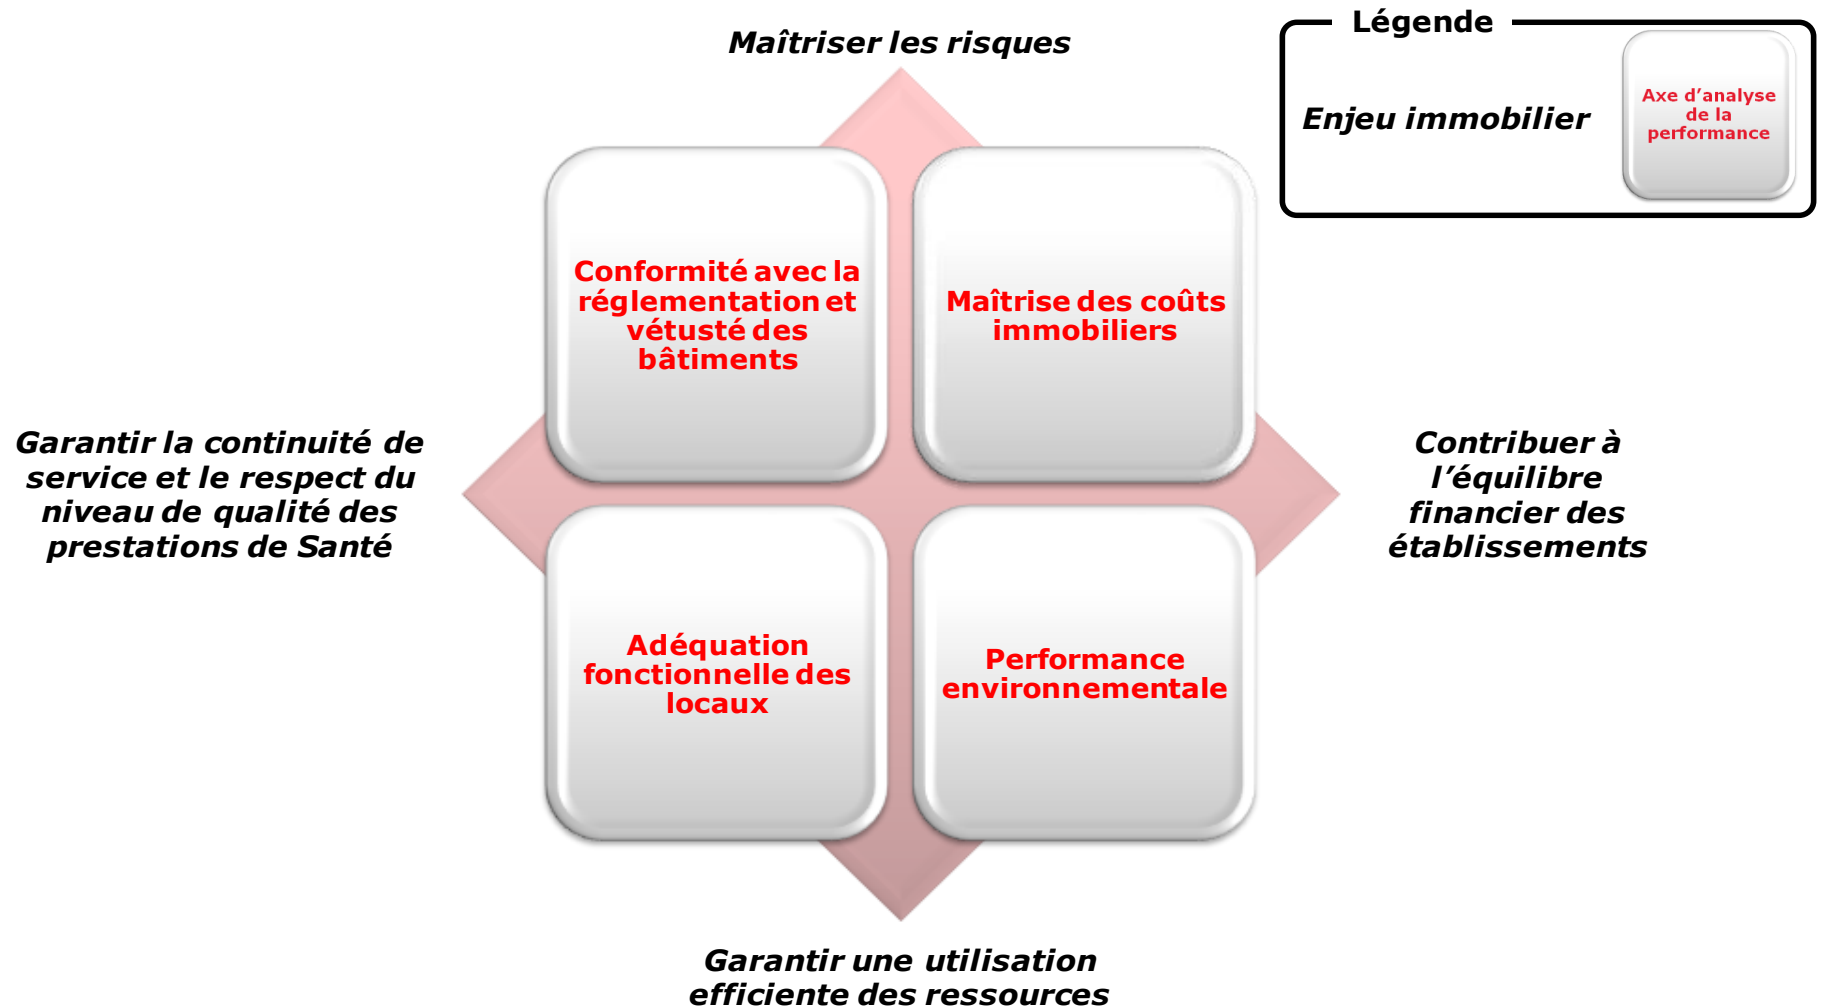 Maîtriser les risques
Légende
Enjeu immobilier
Axe d’analyse
de la
performance
Conformité avec la
réglementation et
vétusté des
bâtiments
Maîtrise des coûts
immobiliers
Garantir la continuité de
service et le respect du
niveau de qualité des
prestations de Santé
Contribuer à
l’équilibre
financier des
établissements
Adéquation
fonctionnelle des
locaux
Performance
environnementale
Garantir une utilisation
efficiente des ressources